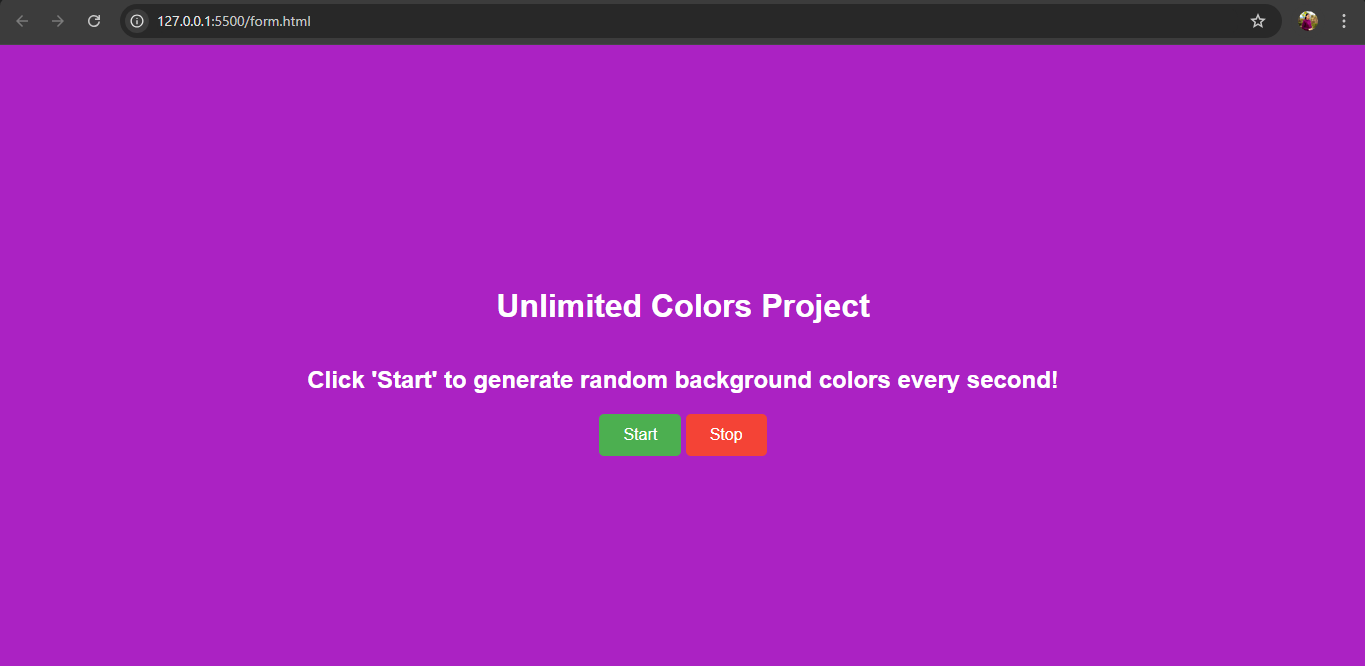 127.0.0.1:5500/form.html
Unlimited Colors Project
Click 'Start' to generate random background colors every second!
Start Stop